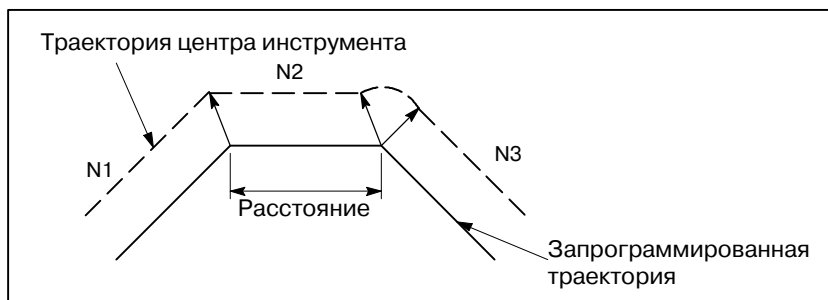 Траектория центра инструмента
N2
N1
N3
Расстояние
Запрограммированная
траектория